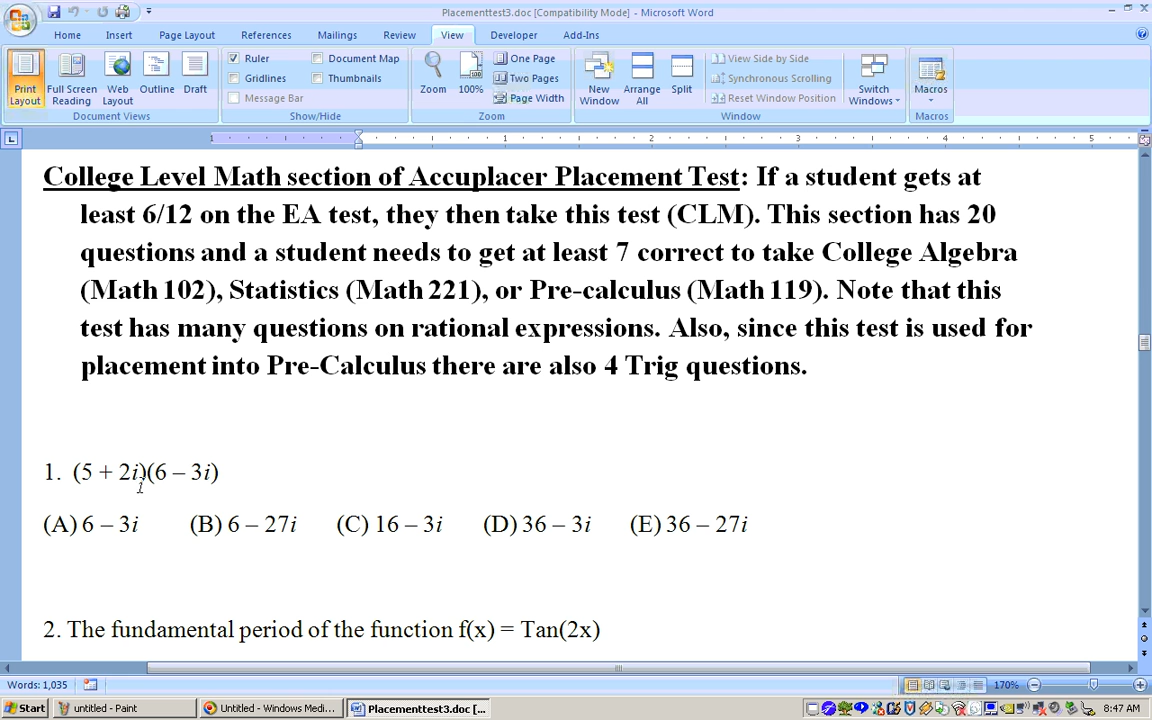 Placementtest3.doc [Compatibility Mode] - Microsoft Word
Home Insert Page Layout References Mailings Review View Developer Add-Ins
Print Layout
Full Screen Reading
Web Layout
Outline
Draft
Document Views
Ruler
Gridlines
Message Bar
Document Map
Thumbnails
Show/Hide
Zoom
100%
One Page
Two Pages
Page Width
Zoom
New Window
Arrange All
Split
View Side by Side
Synchronous Scrolling
Reset Window Position
Window
Switch Windows
Macros
Macros
1 1 2 3 4 5
College Level Math section of Accuplacer Placement Test: If a student gets at
least 6/12 on the EA test, they then take this test (CLM). This section has 20
questions and a student needs to get at least 7 correct to take College Algebra
(Math 102), Statistics (Math 221), or Pre-calculus (Math 119). Note that this
test has many questions on rational expressions. Also, since this test is used for
placement into Pre-Calculus there are also 4 Trig questions.
1. (5 + 2i)(6 – 3i)
(A) 6 – 3i (B) 6 – 27i (C) 16 – 3i (D) 36 – 3i (E) 36 – 27i
2. The fundamental period of the function f(x) = Tan(2x)
Words: 1,035 170%
Start untitled - Paint Untitled - Windows Medi... Placementtest3.doc [... 8:47 AM